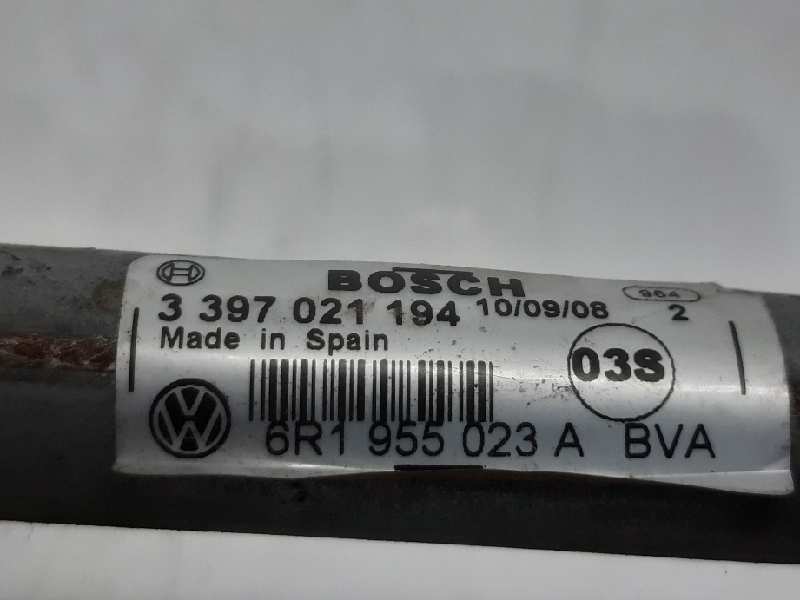 BOSCH
3 397 021 194 10/09/08 2
964
Made in Spain
03S
6R1 955 023 A BVA